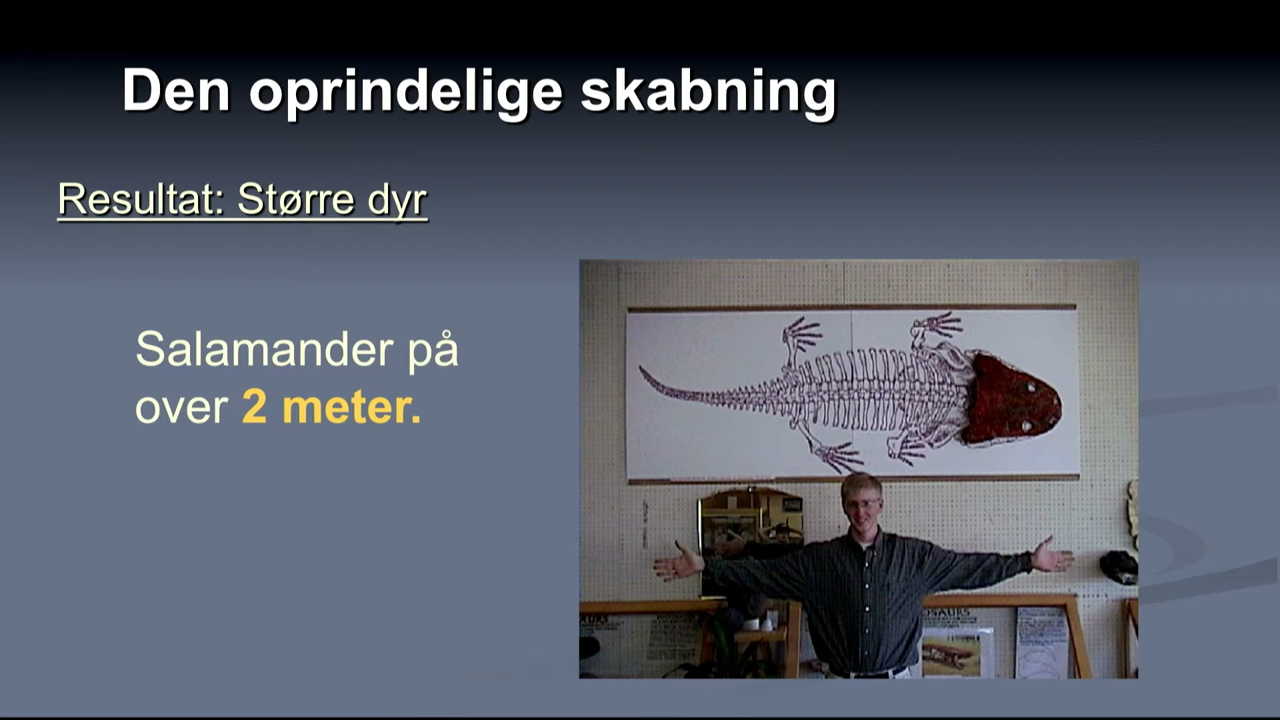 Den oprindelige skabning
Resultat: Større dyr
Salamander på
over 2 meter.